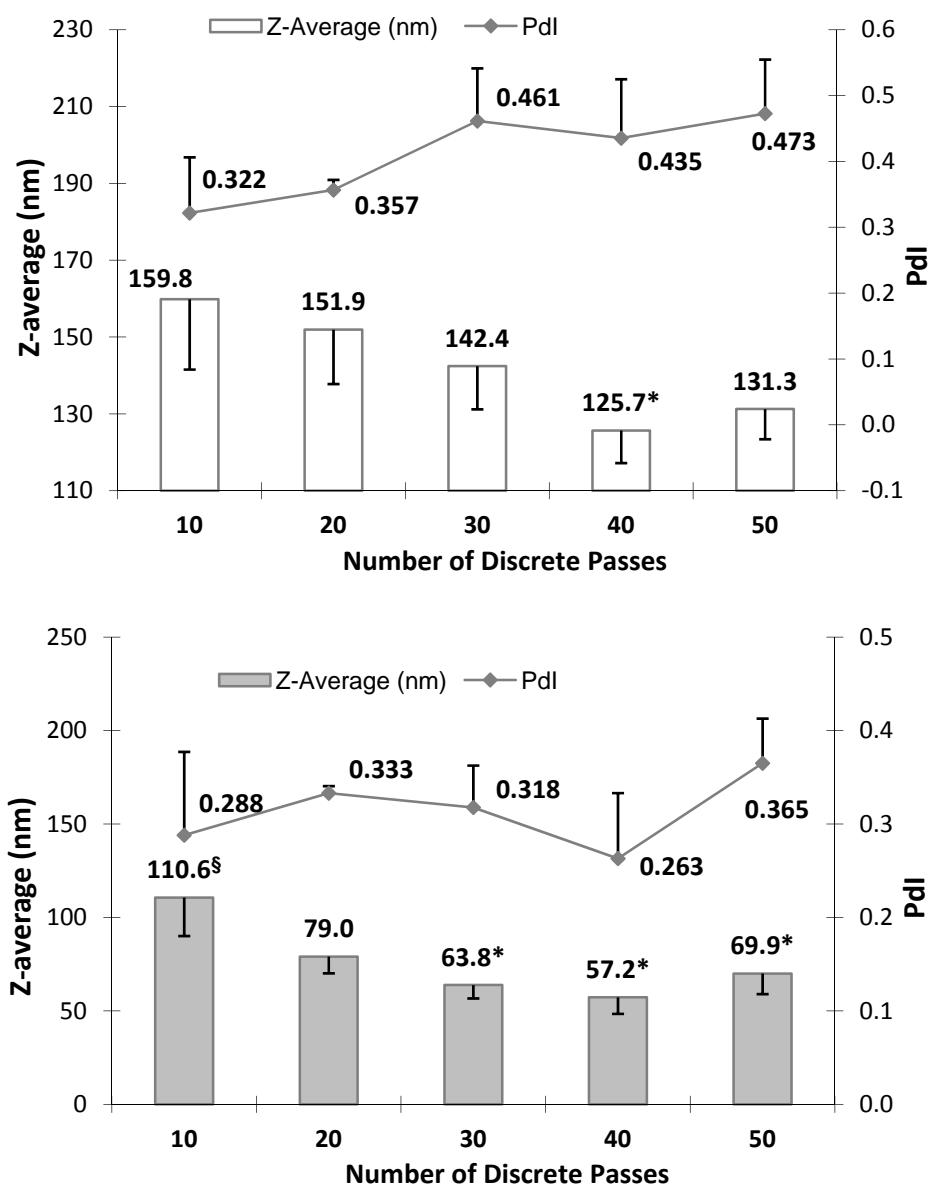 Z-Average (nm) PdI
230 0.6
210 0.5
190 0.4
170 0.3
150 0.2
130 0.1
110 0.0
-0.1
Z-average (nm)
PdI
0.322 0.357 0.461 0.435 0.473
159.8 151.9 142.4 125.7* 131.3
10 20 30 40 50
Number of Discrete Passes
Z-Average (nm) PdI
250 0.5
200 0.4
150 0.3
100 0.2
50 0.1
0 0.0
Z-average (nm)
PdI
0.288 0.333 0.318 0.263 0.365
110.6§ 79.0 63.8* 57.2* 69.9*
10 20 30 40 50
Number of Discrete Passes